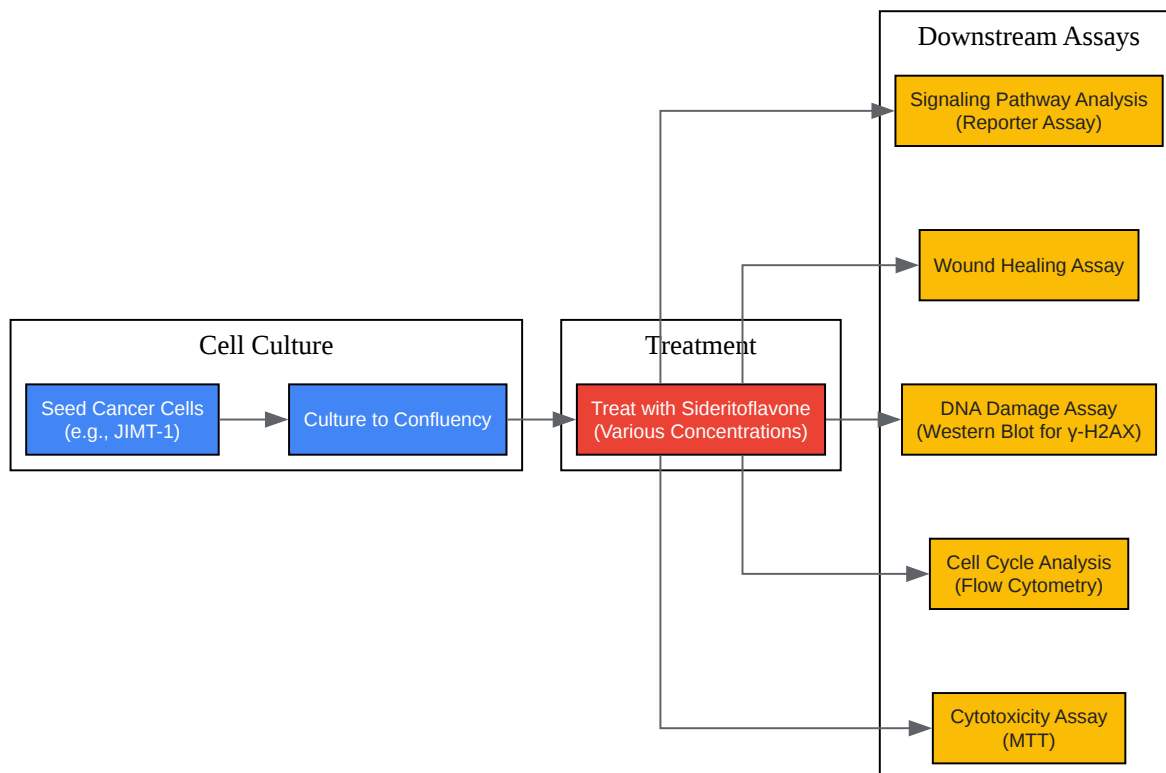 Downstream Assays
Signaling Pathway Analysis
(Reporter Assay)
Wound Healing Assay
Cell Culture
Treatment
Seed Cancer Cells
(e.g., JIMT-1)
Culture to Confluency
Treat with Sideritoflavone
(Various Concentrations)
DNA Damage Assay
(Western Blot for γ-H2AX)
Cell Cycle Analysis
(Flow Cytometry)
Cytotoxicity Assay
(MTT)